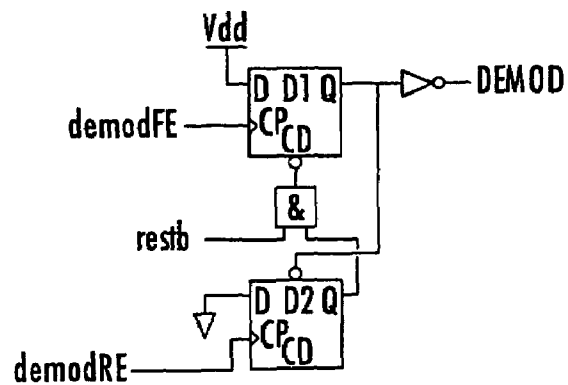 Vdd
D D1 Q
DEMOD
demodFE
CP
CD
&
restb
D D2 Q
CP
CD
demodRE